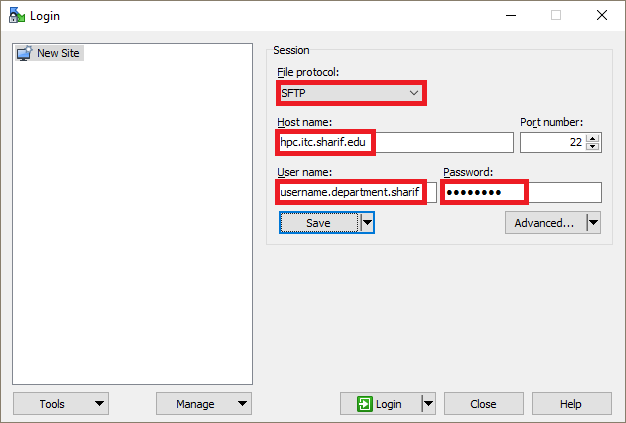 Login
New Site
Session
File protocol:
SFTP
Host name:
Port number:
hpc.itc.sharif.edu
22
User name:
Password:
username.department.sharif
●●●●●●●●
Save
Advanced...
Tools
Manage
Login
Close
Help